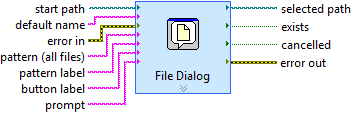 start path
default name
error in
pattern (all files)
pattern label
button label
prompt
File Dialog
selected path
exists
cancelled
error out